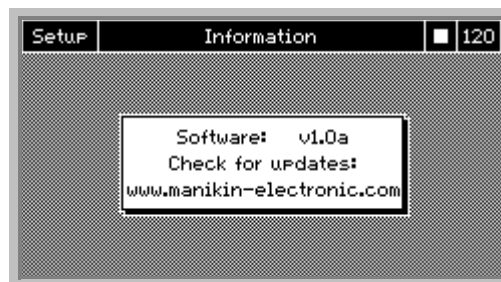 Setup Information 120
Software: v1.0a
Check for updates:
www.manikin-electronic.com